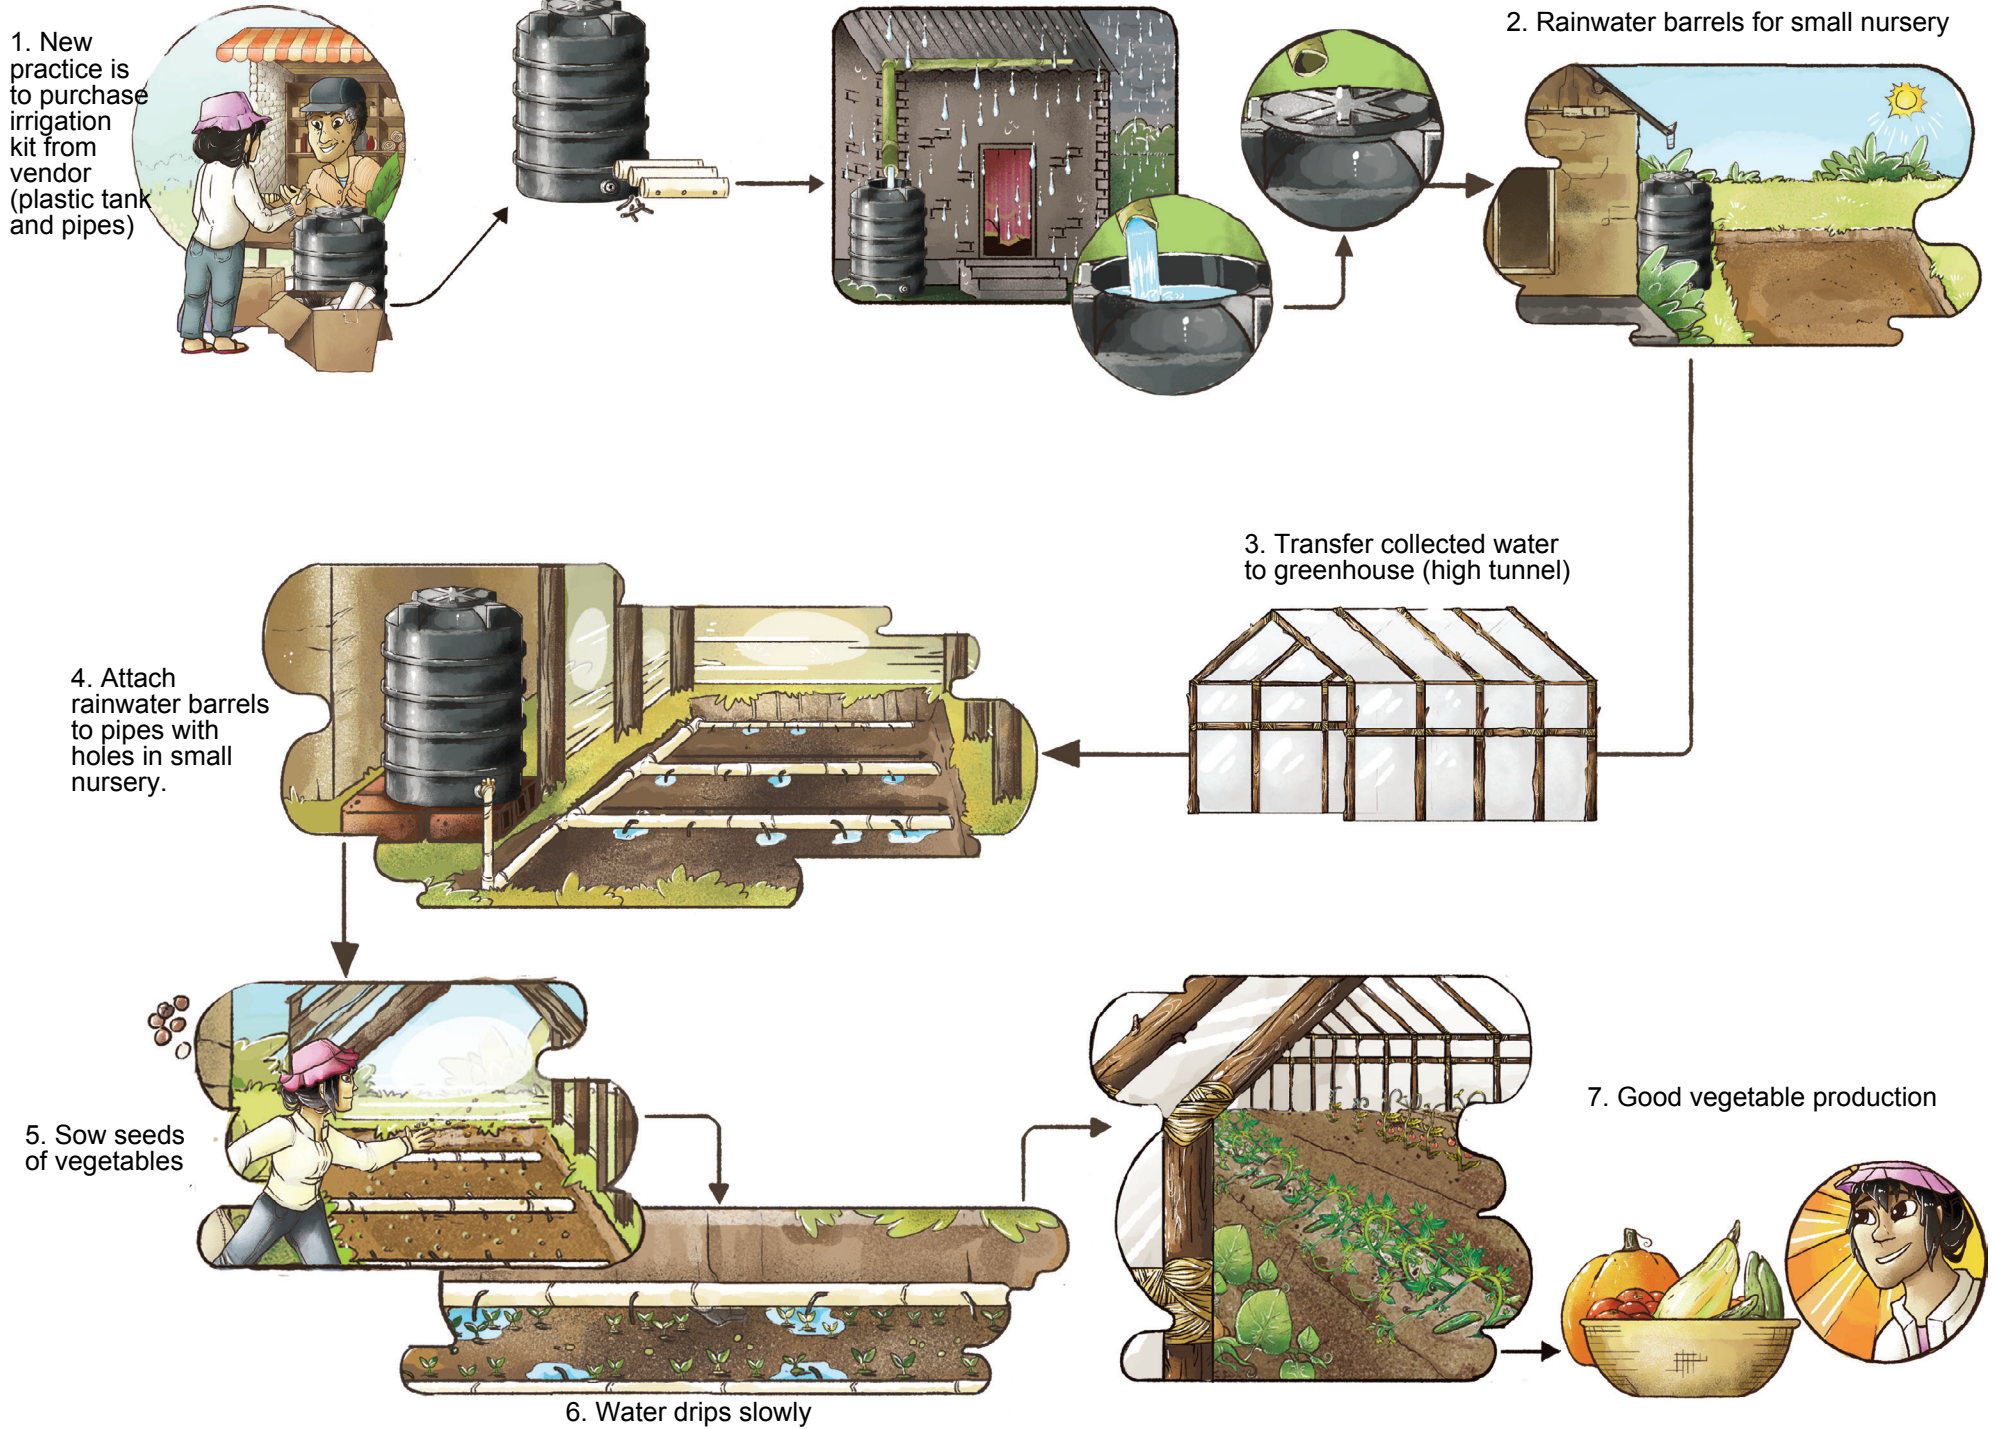 1. New
practice is
to purchase
irrigation
kit from
vendor
(plastic tank
and pipes)
2. Rainwater barrels for small nursery
3. Transfer collected water
to greenhouse (high tunnel)
4. Attach
rainwater barrels
to pipes with
holes in small
nursery.
5. Sow seeds
of vegetables
6. Water drips slowly
7. Good vegetable production